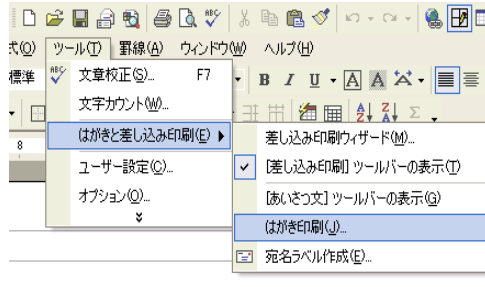 ABC
ABC
式(O) ツール(T) 罫線(A) ウィンドウ(W) ヘルプ(H)
標準
ABC 文章校正(S)... F7
B I U A A
文字カウント(W)...
はがきと差し込み印刷(E)
8
差し込み印刷ウィザード(M)...
ユーザー設定(C)...
[差し込み印刷] ツールバーの表示(T)
オプション(O)...
[あいさつ文] ツールバーの表示(G)
はがき印刷(J)...
宛名ラベル作成(E)...